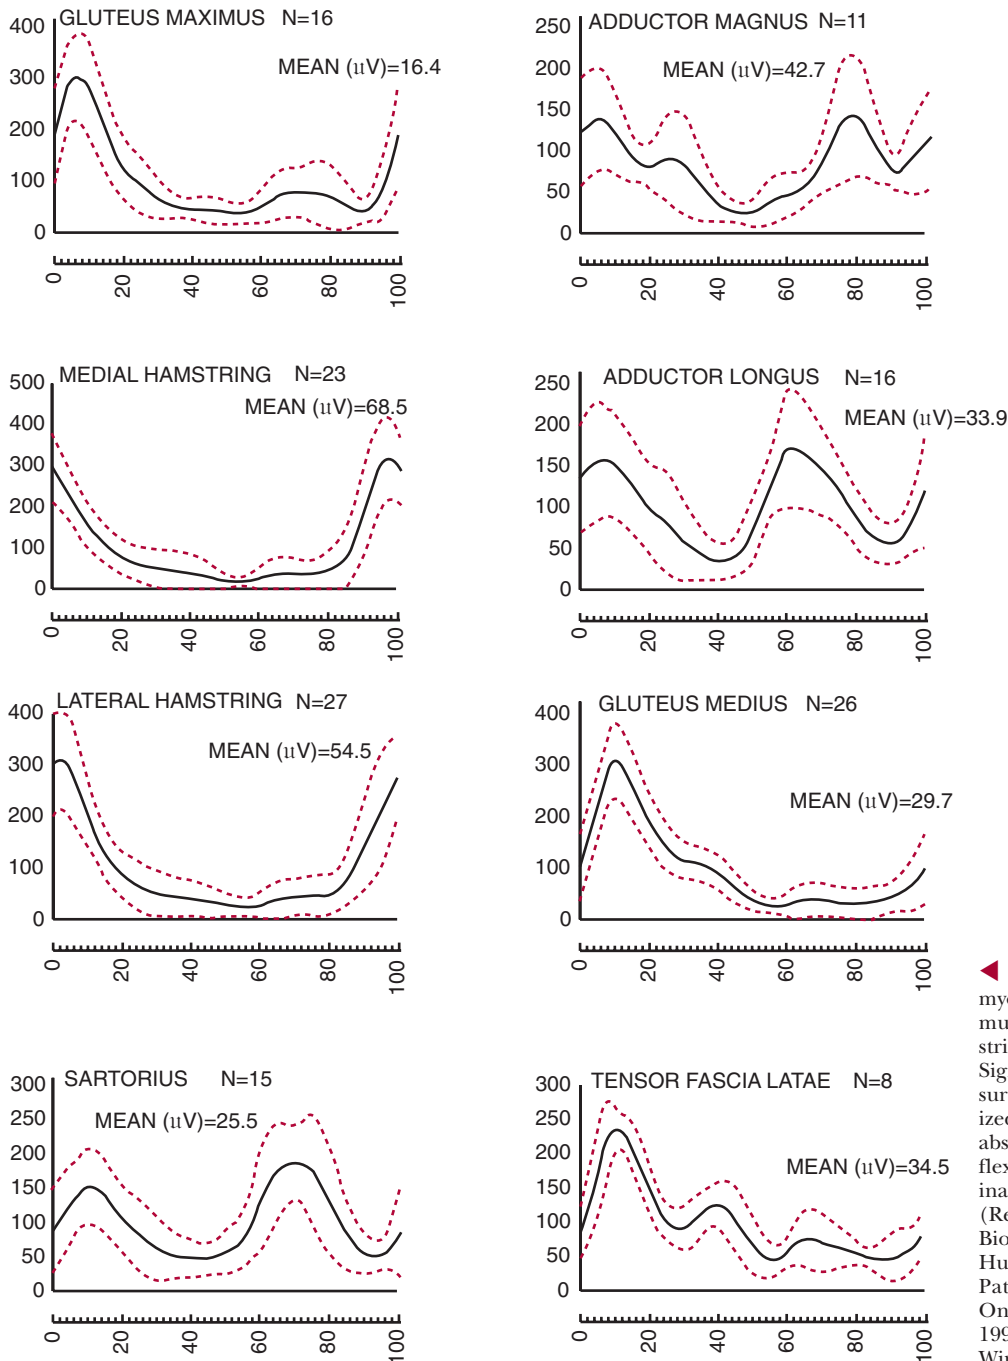 GLUTEUS MAXIMUS N=16
MEAN (uV)=16.4
400
300
200
100
0
0 20 40 60 80 100
ADDUCTOR MAGNUS N=11
MEAN (uV)=42.7
250
200
150
100
50
0
0 20 40 60 80 100
MEDIAL HAMSTRING N=23
MEAN (uV)=68.5
500
400
300
200
100
0
0 20 40 60 80 100
ADDUCTOR LONGUS N=16
MEAN (uV)=33.9
250
200
150
100
50
0
0 20 40 60 80 100
LATERAL HAMSTRING N=27
MEAN (uV)=54.5
400
300
200
100
0
0 20 40 60 80 100
GLUTEUS MEDIUS N=26
MEAN (uV)=29.7
400
300
200
100
0
0 20 40 60 80 100
SARTORIUS N=15
MEAN (uV)=25.5
300
250
200
150
100
50
0
0 20 40 60 80 100
TENSOR FASCIA LATAE N=8
MEAN (uV)=34.5
300
250
200
150
100
50
0
0 20 40 60 80 100
myo
mu
stri
Sig
sur
ized
abs
flex
ina
(Re
Bio
Hu
Pat
On
199
Win